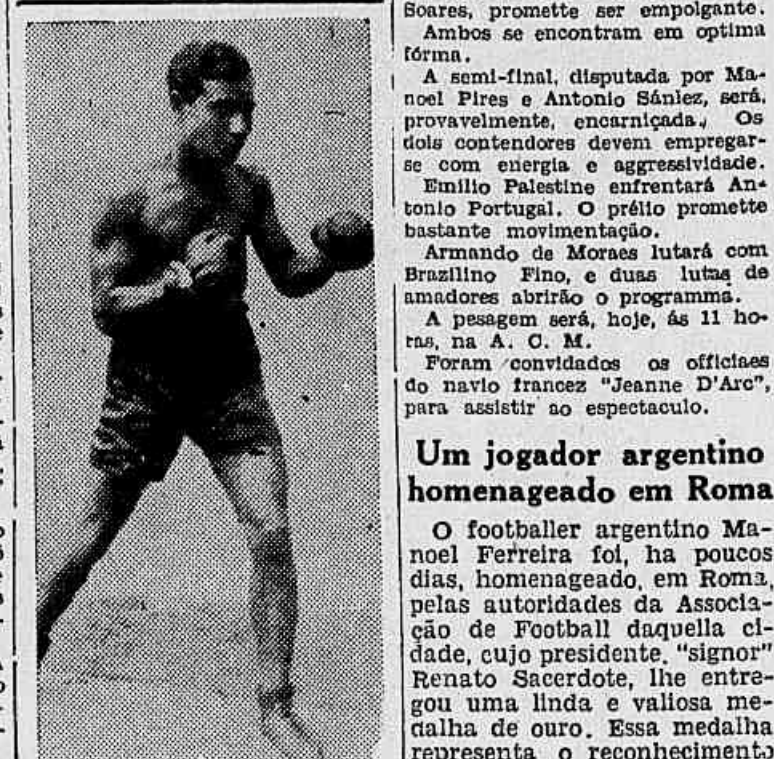 Soares, promette ser empolgante.
Ambos se encontram em optima
fórma.
A semi-final, disputada por Ma-
noel Pires e Antonio Sániez, será,
provavelmente, encarniçada. Os
dois contendores devem empregar-
se com energia e aggressividade.
Emilio Palestine enfrentará An-
tonio Portugal. O prélio promette
bastante movimentação.
Armando de Moraes lutará com
Brazilino Fino, e duas lutas de
amadores abrirão o programma.
A pesagem será, hoje, ás 11 ho-
ras, na A. C. M.
Foram convidados os officiaes
do navio francez "Jeanne D'Arc",
para assistir ao espectaculo.
Um jogador argentino
homenageado em Roma
O footballer argentino Ma-
noel Ferreira foi, ha poucos
dias, homenageado, em Roma,
pelas autoridades da Associa-
ção de Football daquella ci-
dade, cujo presidente, "signor"
Renato Sacerdote, lhe entre-
gou uma linda e valiosa me-
dalha de ouro. Essa medalha
representa o reconhecimento